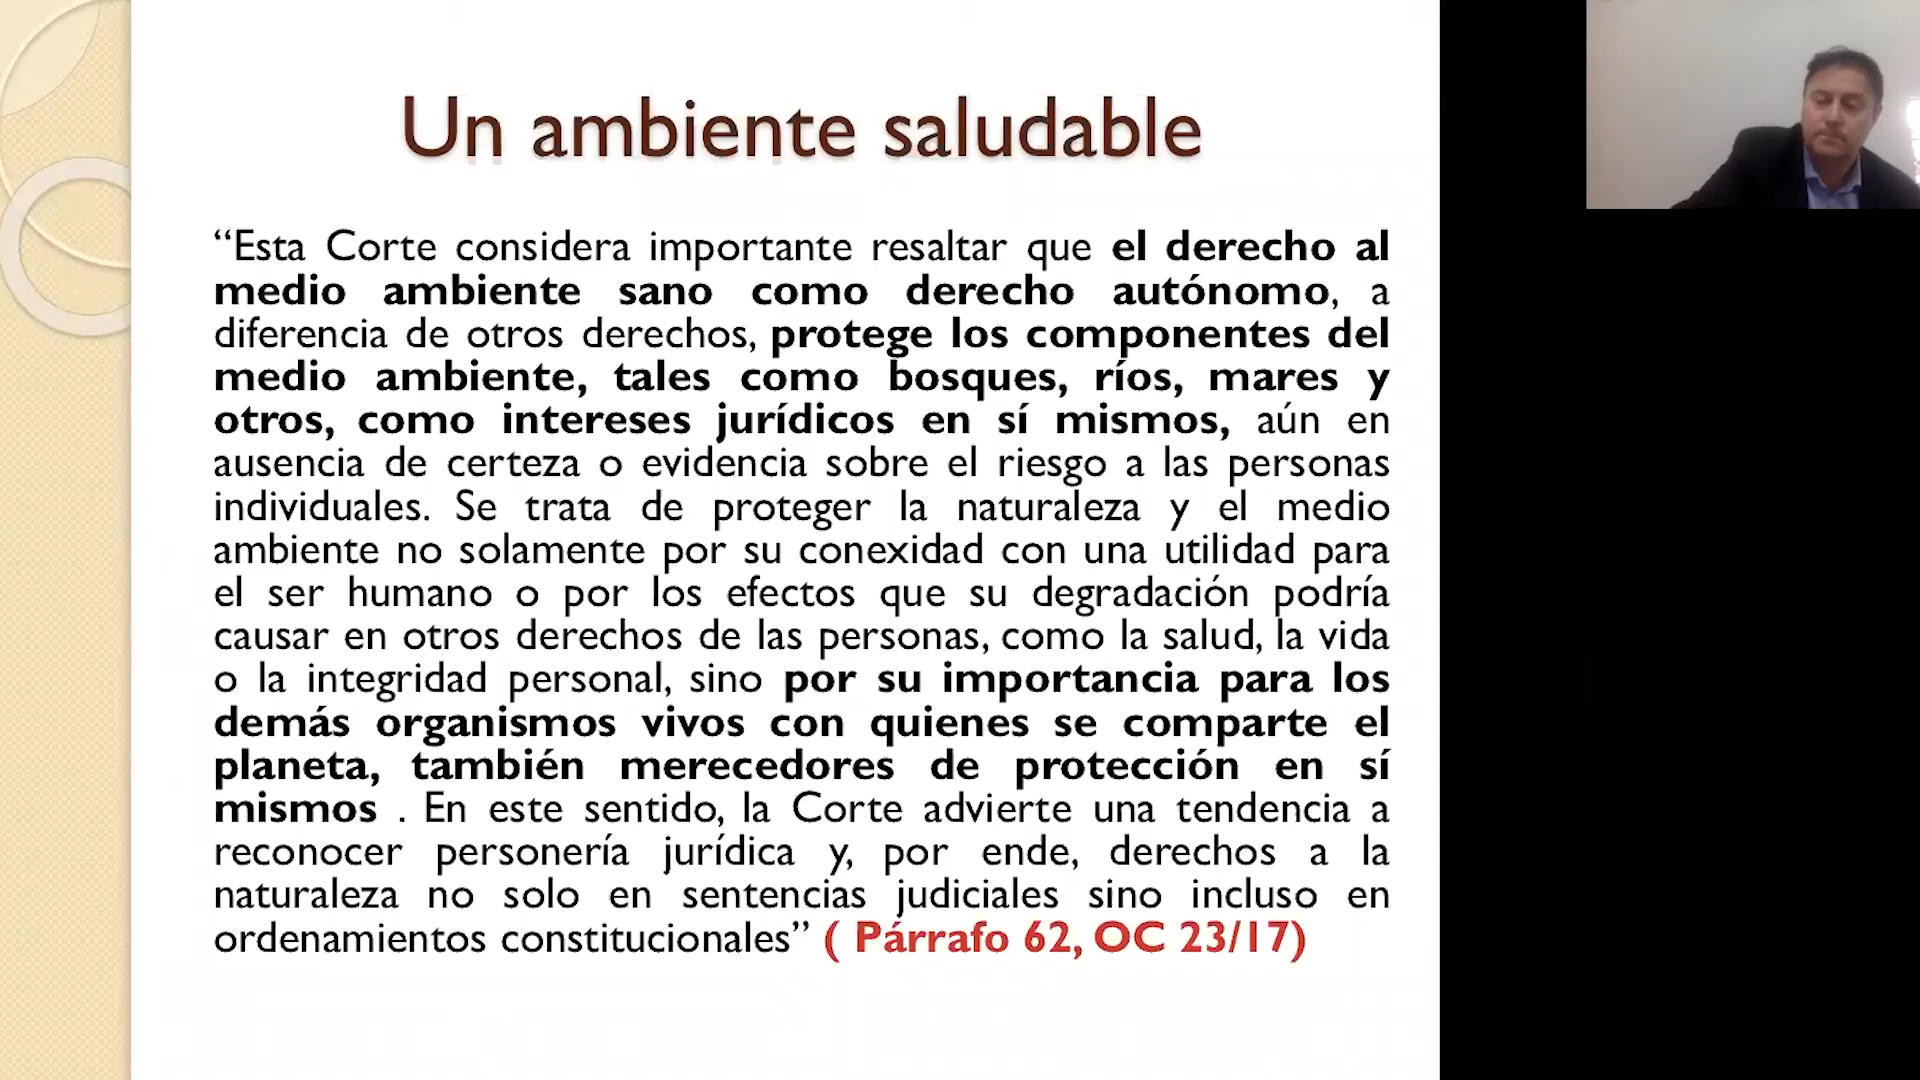 Un ambiente saludable
“Esta Corte considera importante resaltar que el derecho al
medio ambiente sano como derecho autónomo, a
diferencia de otros derechos, protege los componentes del
medio ambiente, tales como bosques, ríos, mares y
otros, como intereses jurídicos en sí mismos, aún en
ausencia de certeza o evidencia sobre el riesgo a las personas
individuales. Se trata de proteger la naturaleza y el medio
ambiente no solamente por su conexidad con una utilidad para
el ser humano o por los efectos que su degradación podría
causar en otros derechos de las personas, como la salud, la vida
o la integridad personal, sino por su importancia para los
demás organismos vivos con quienes se comparte el
planeta, también merecedores de protección en sí
mismos . En este sentido, la Corte advierte una tendencia a
reconocer personería jurídica y, por ende, derechos a la
naturaleza no solo en sentencias judiciales sino incluso en
ordenamientos constitucionales” ( Párrafo 62, OC 23/17)